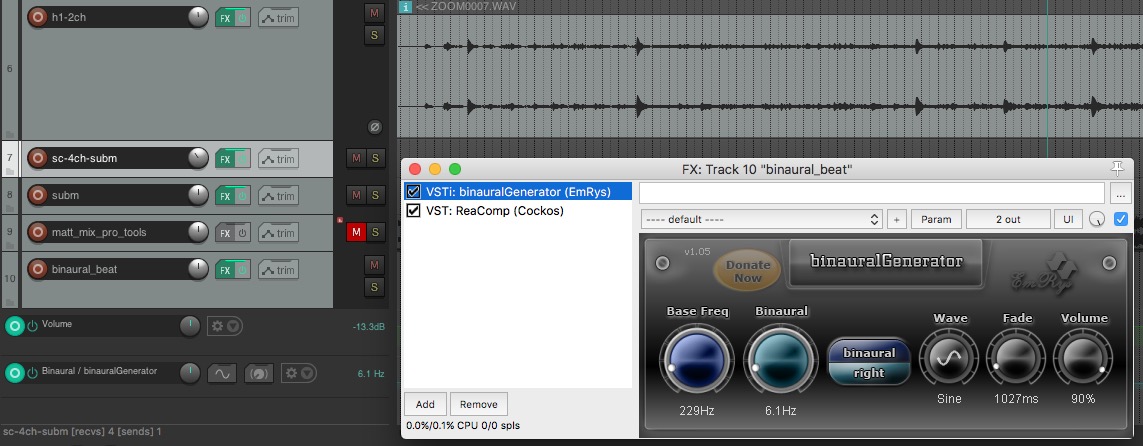 h1-2ch
FX
trim
M
S
6
i << ZOOM0007.WAV
7
sc-4ch-subm
FX
trim
M S
8
subm
FX
trim
M S
9
matt_mix_pro_tools
FX
trim
M S
10
binaural_beat
FX
trim
M
S
Volume
-13.3dB
Binaural / binauralGenerator
6.1 Hz
sc-4ch-subm [recvs] 4 [sends] 1
FX: Track 10 "binaural_beat"
VSTi: binauralGenerator (EmRys)
VST: ReaComp (Cockos)
Add
Remove
0.0%/0.1% CPU 0/0 spls
...
---- default ----
+
Param
2 out
UI
v1.05
Donate
Now
binauralGenerator
EmRys
Base Freq
Binaural
Wave
Fade
Volume
binaural
right
229Hz
6.1Hz
Sine
1027ms
90%